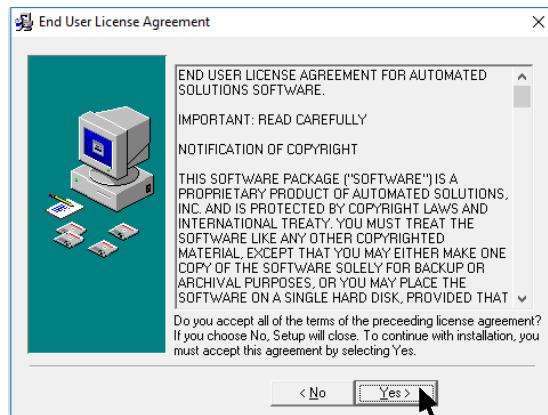 End User License Agreement
END USER LICENSE AGREEMENT FOR AUTOMATED
SOLUTIONS SOFTWARE.
IMPORTANT: READ CAREFULLY
NOTIFICATION OF COPYRIGHT
THIS SOFTWARE PACKAGE ("SOFTWARE") IS A
PROPRIETARY PRODUCT OF AUTOMATED SOLUTIONS,
INC. AND IS PROTECTED BY COPYRIGHT LAWS AND
INTERNATIONAL TREATY. YOU MUST TREAT THE
SOFTWARE LIKE ANY OTHER COPYRIGHTED
MATERIAL, EXCEPT THAT YOU MAY EITHER MAKE ONE
COPY OF THE SOFTWARE SOLELY FOR BACKUP OR
ARCHIVAL PURPOSES, OR YOU MAY PLACE THE
SOFTWARE ON A SINGLE HARD DISK, PROVIDED THAT
Do you accept all of the terms of the preceeding license agreement?
If you choose No, Setup will close. To continue with installation, you
must accept this agreement by selecting Yes.
< No
Yes >